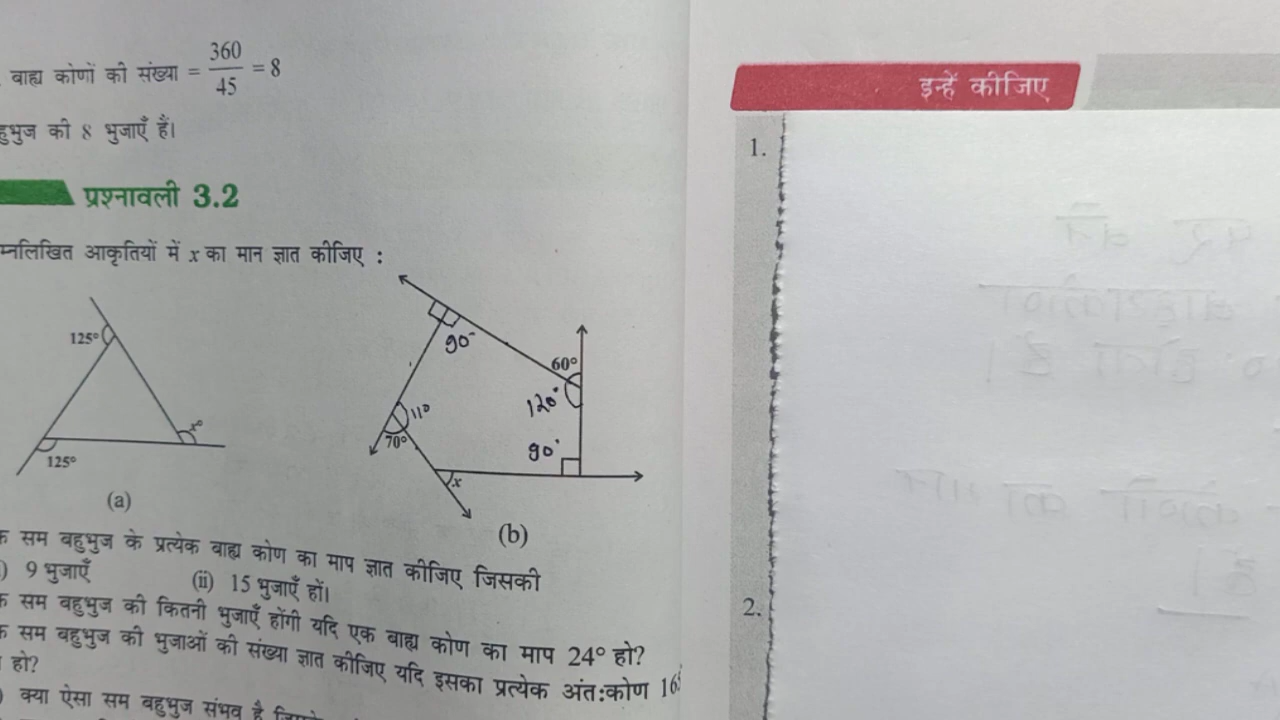 बाह्य कोणों की संख्या = 360/45 = 8
हुभुज की 8 भुजाएँ हैं।
प्रश्नावली 3.2
म्नलिखित आकृतियों में x का मान ज्ञात कीजिए :
125°
x°
125°
(a)
90°
60°
120°
11°
70°
90°
x
(b)
क सम बहुभुज के प्रत्येक बाह्य कोण का माप ज्ञात कीजिए जिसकी
) 9 भुजाएँ (ii) 15 भुजाएँ हों।
क सम बहुभुज की कितनी भुजाएँ होंगी यदि एक बाह्य कोण का माप 24° हो?
क सम बहुभुज की भुजाओं की संख्या ज्ञात कीजिए यदि इसका प्रत्येक अंत:कोण 16
हो?
) क्या ऐसा सम बहुभुज संभव है
इन्हें कीजिए
1.
2.